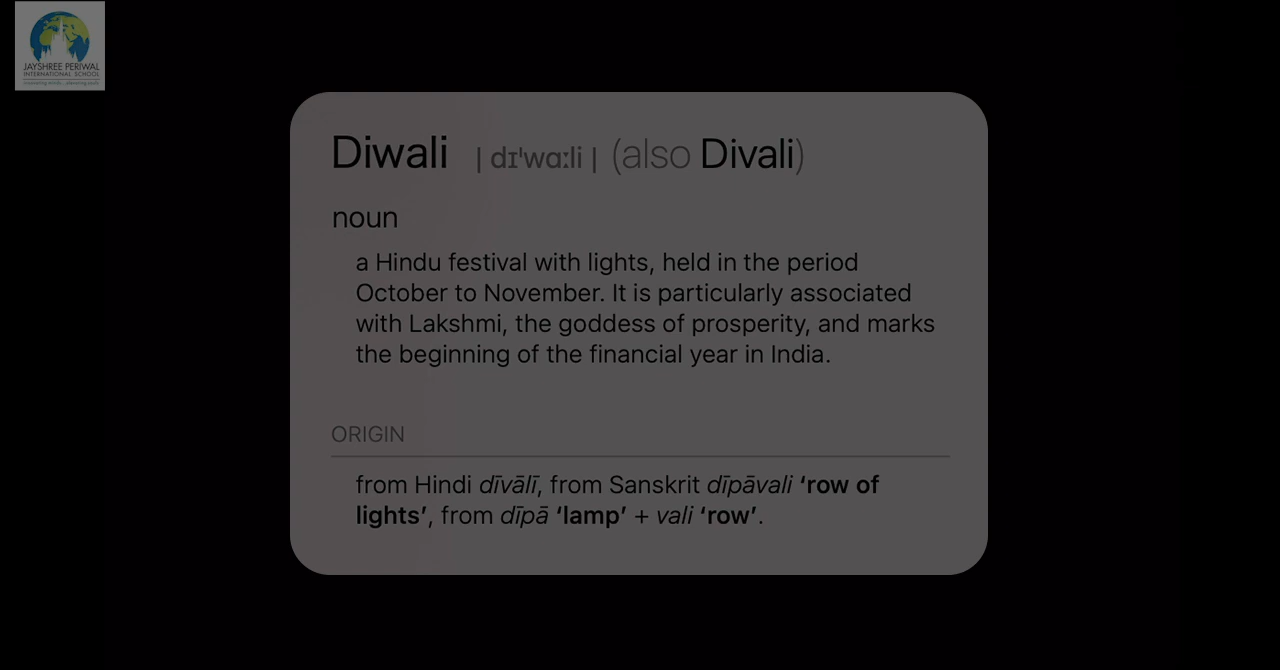 JAYSHREE PERIWAL
INTERNATIONAL SCHOOL
Diwali | dɪˈwɑːli | (also Divali)
noun
a Hindu festival with lights, held in the period
October to November. It is particularly associated
with Lakshmi, the goddess of prosperity, and marks
the beginning of the financial year in India.
ORIGIN
from Hindi dīvālī, from Sanskrit dīpāvali ‘row of
lights’, from dīpā ‘lamp’ + vali ‘row’.